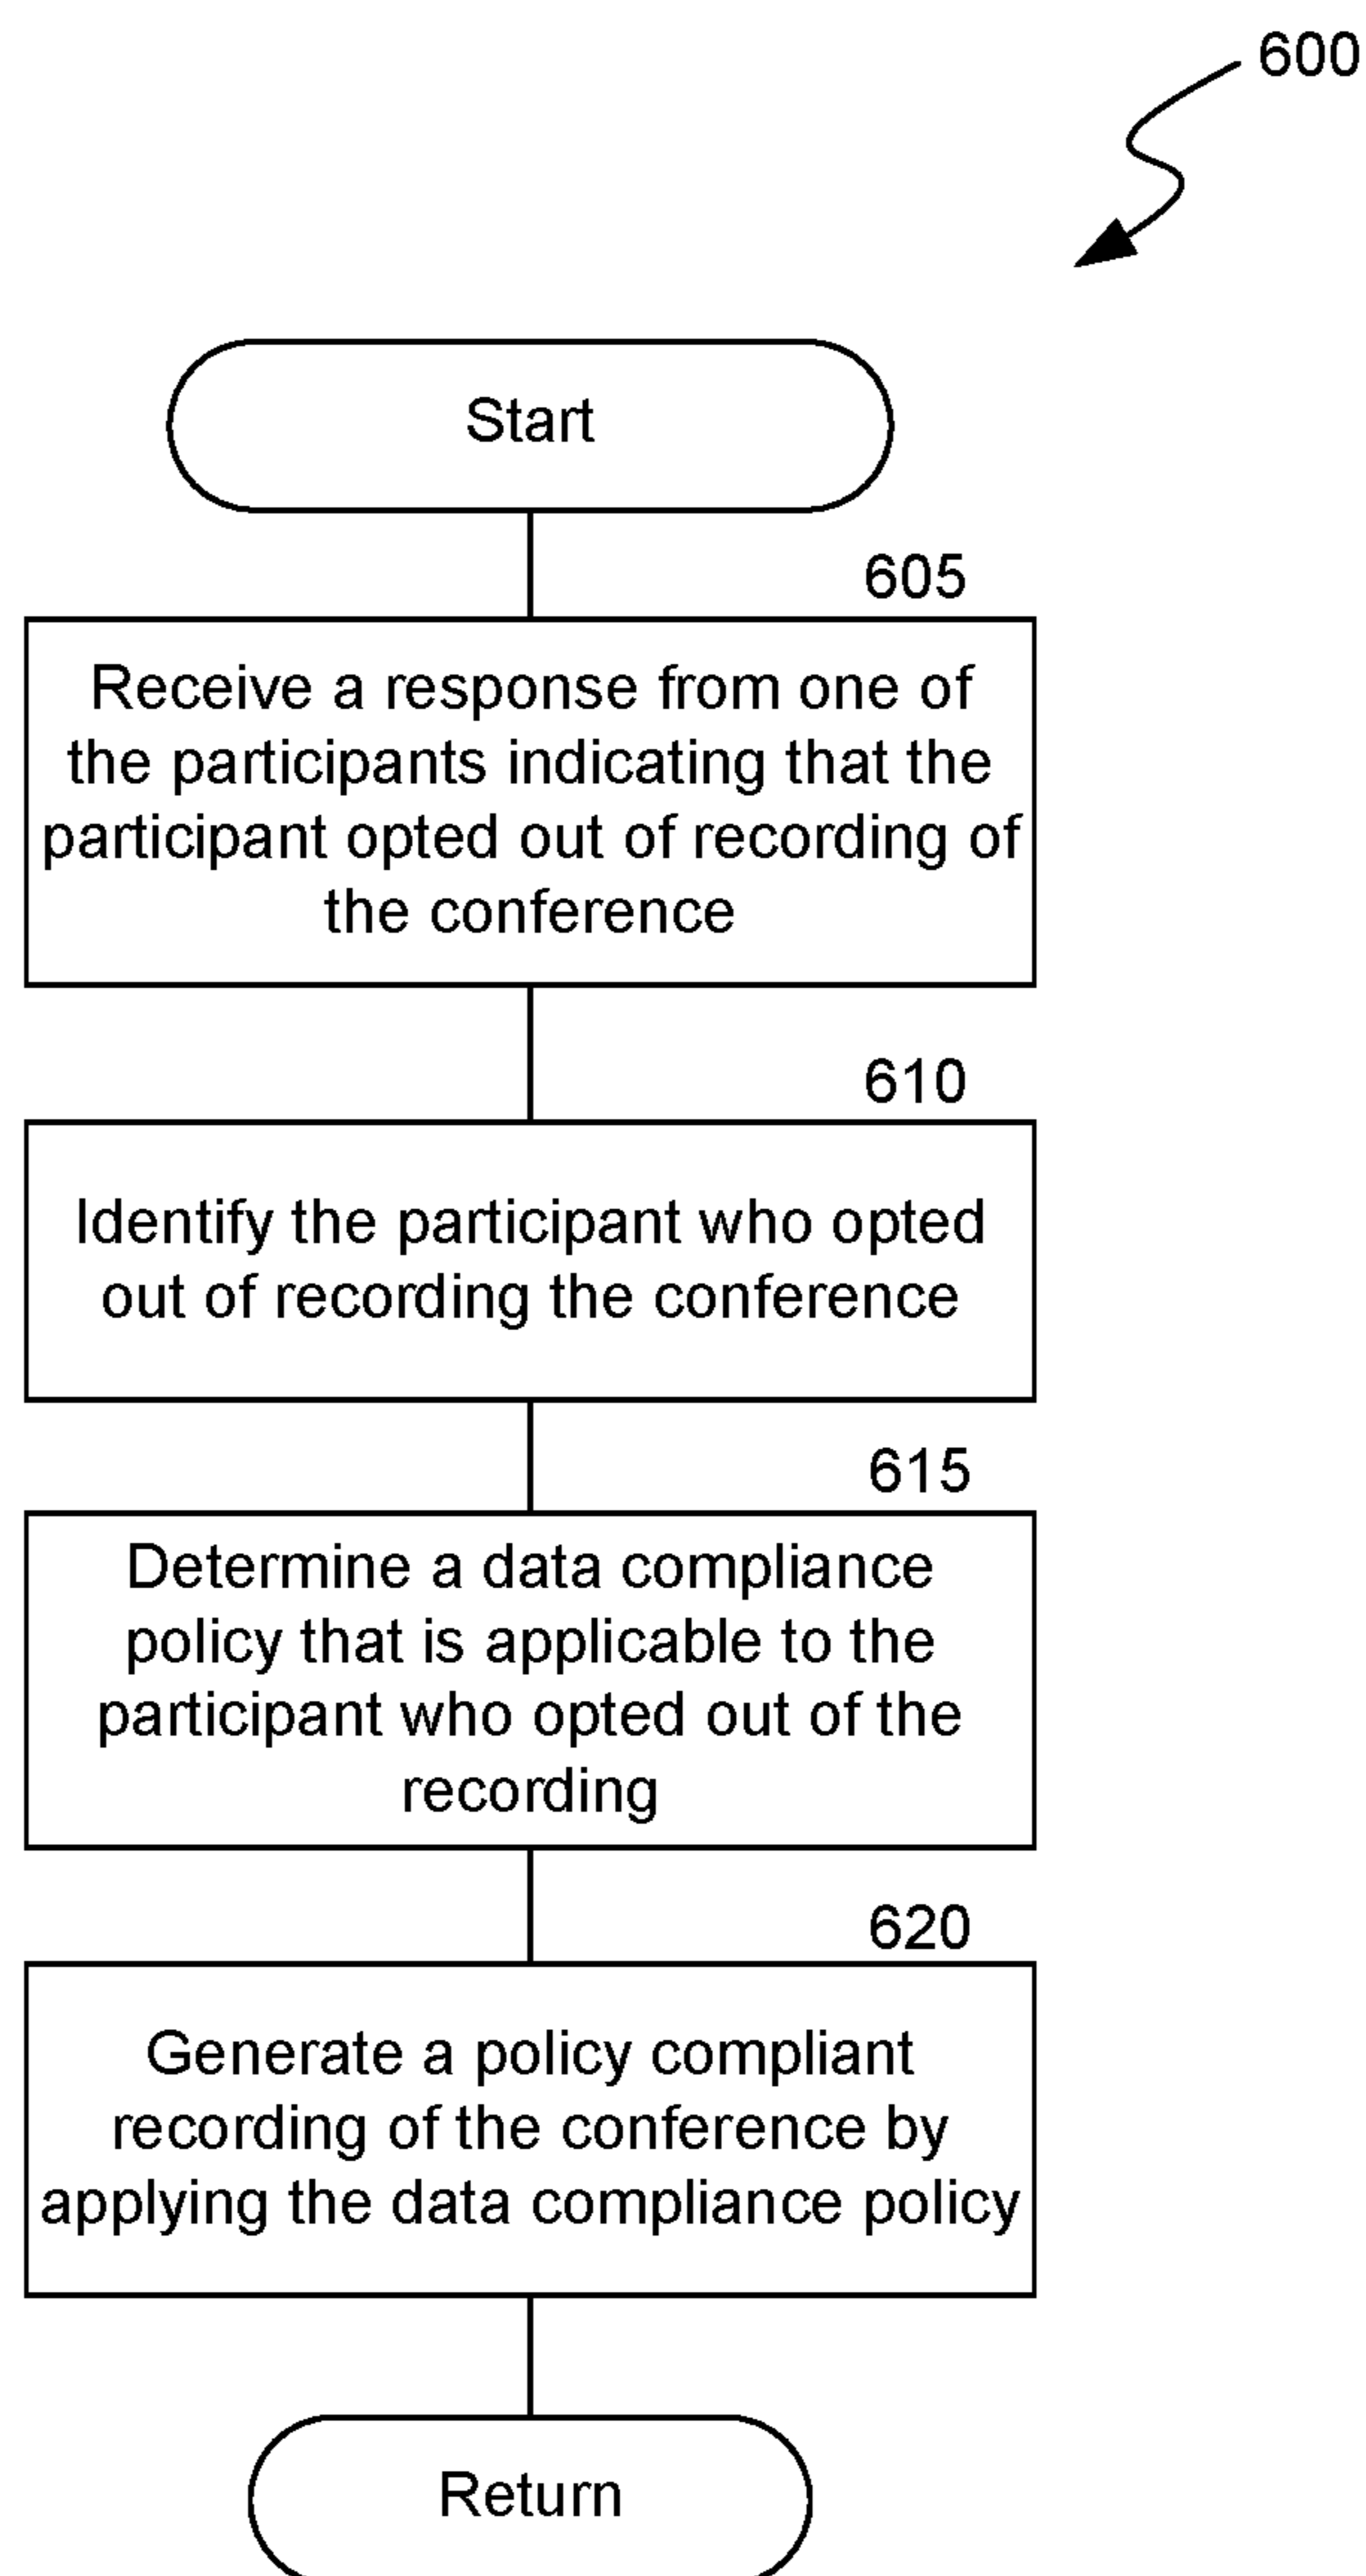 600
Start
605
Receive a response from one of
the participants indicating that the
participant opted out of recording of
the conference
610
Identify the participant who opted
out of recording the conference
615
Determine a data compliance
policy that is applicable to the
participant who opted out of the
recording
620
Generate a policy compliant
recording of the conference by
applying the data compliance policy
Return